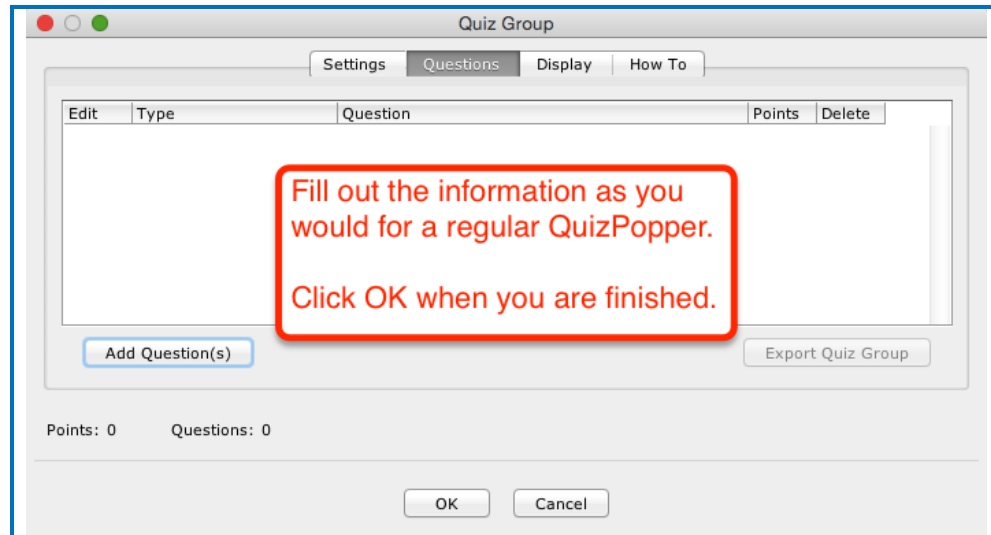 Quiz Group
Settings Questions Display How To
Edit Type Question Points Delete
Fill out the information as you
would for a regular QuizPopper.
Click OK when you are finished.
Add Question(s) Export Quiz Group
Points: 0 Questions: 0
OK Cancel